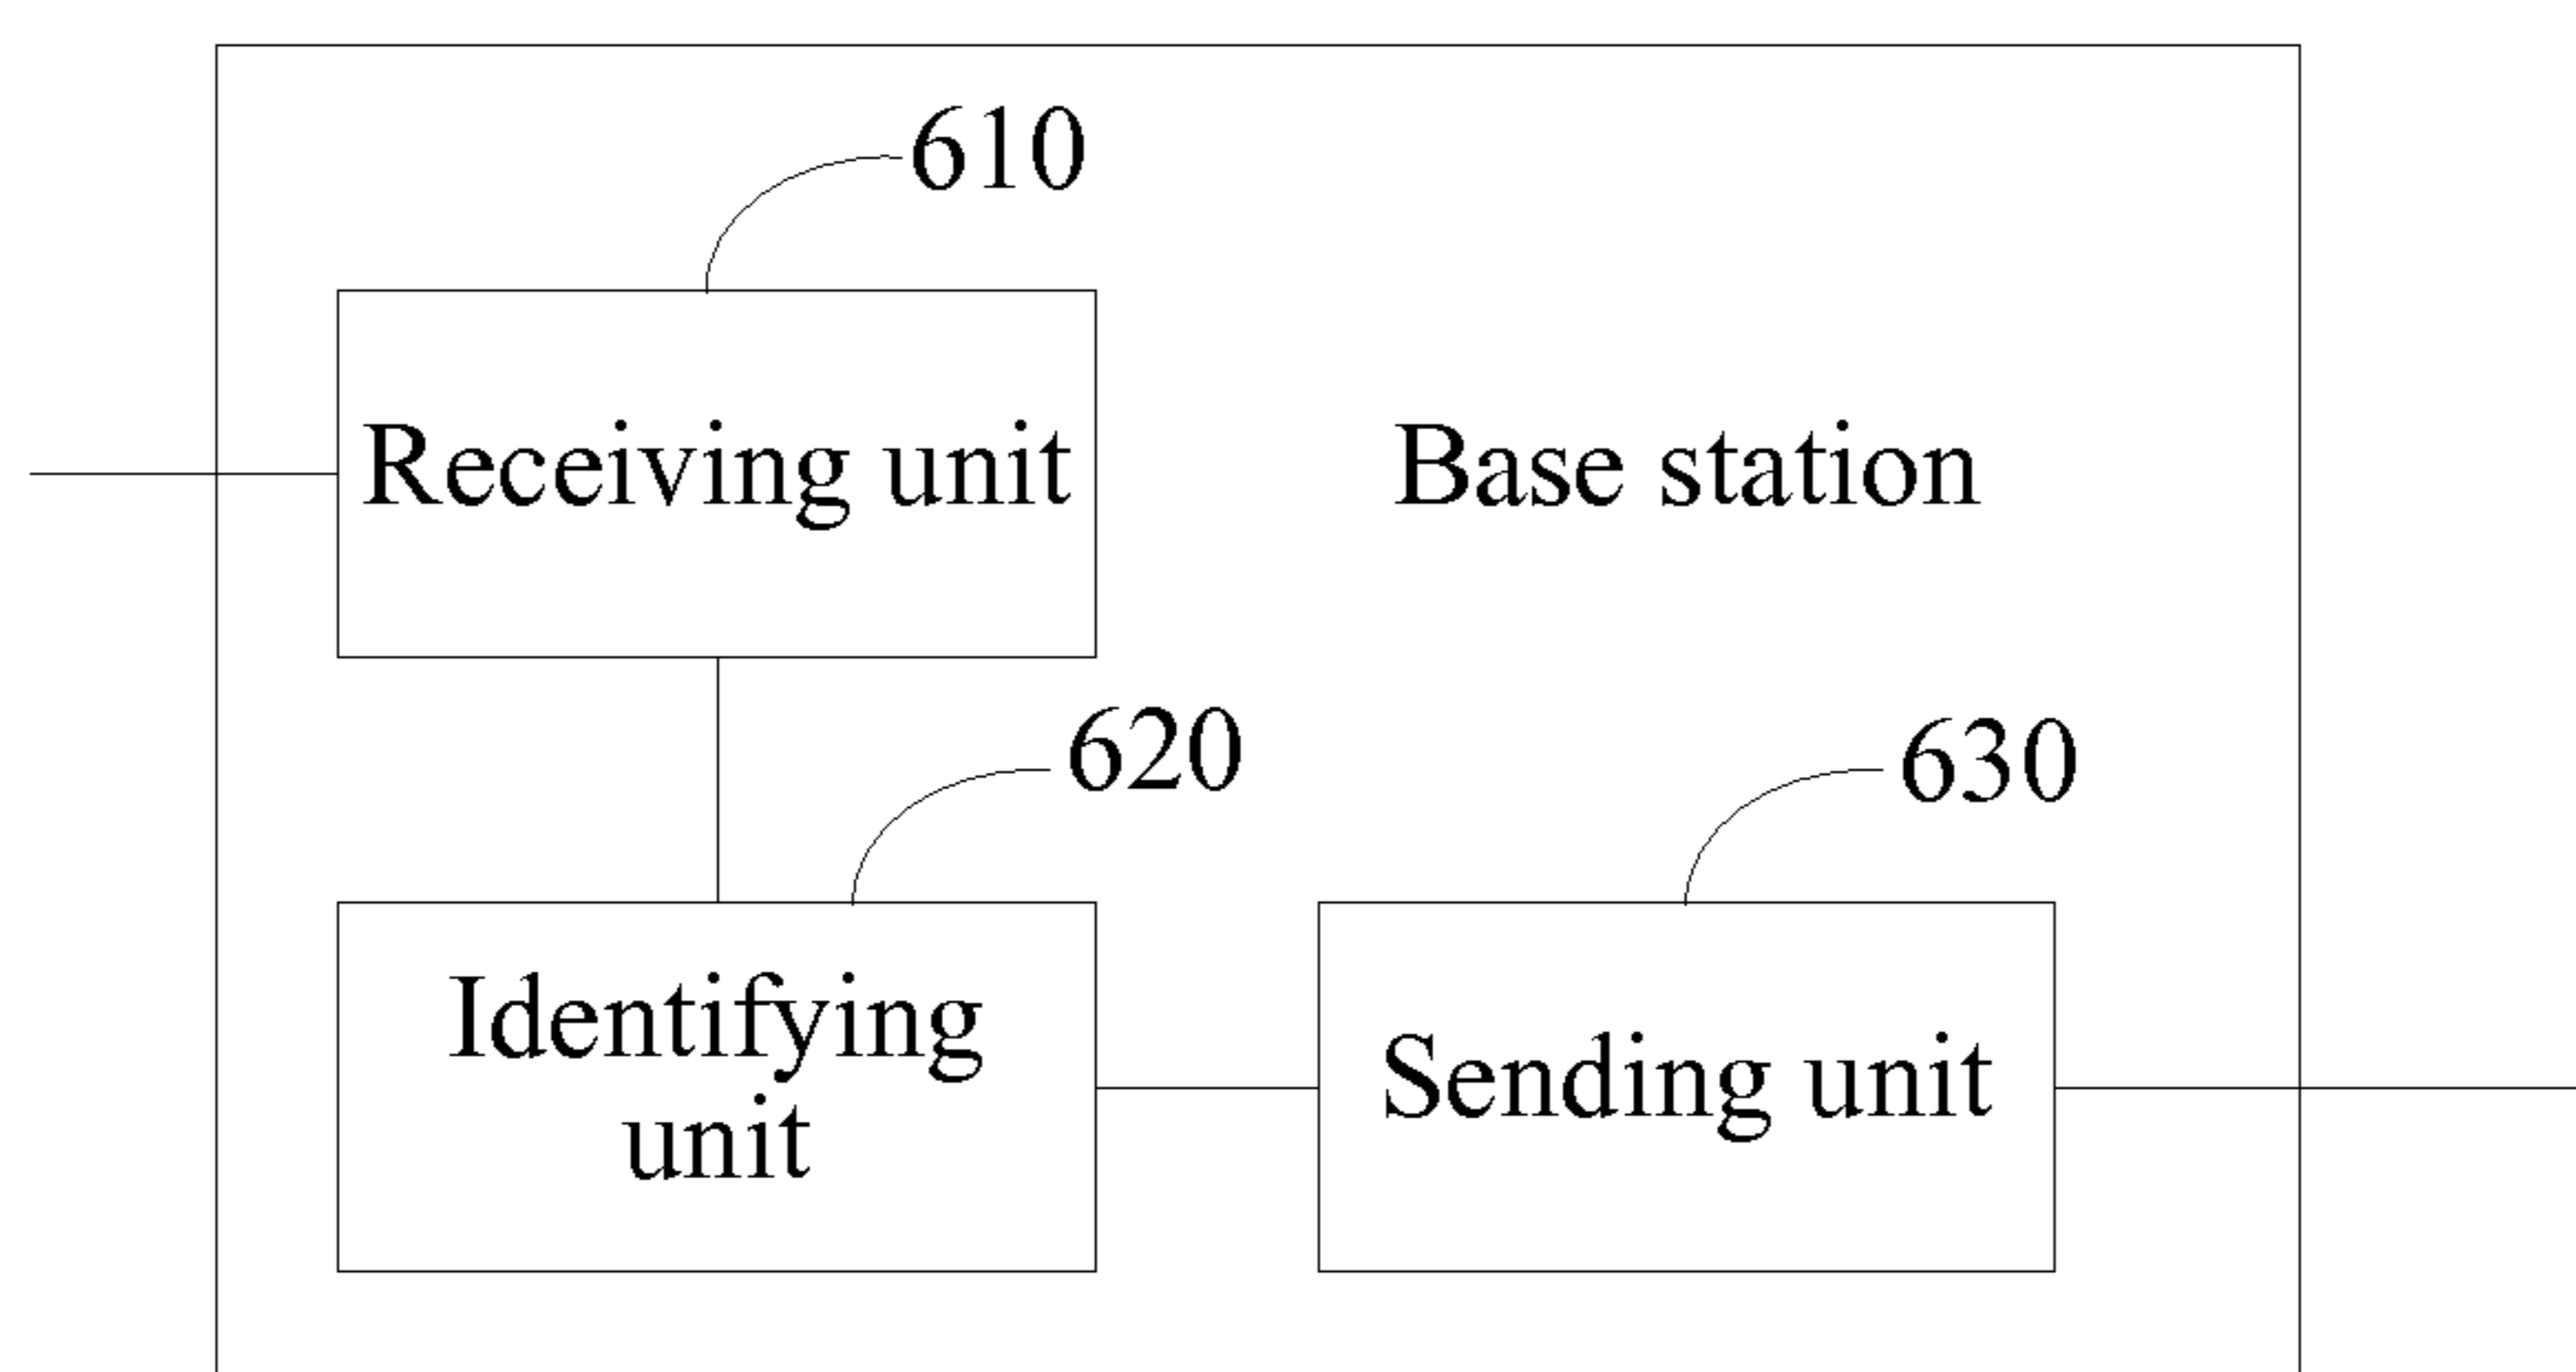 610
Receiving unit
Base station
620
630
Identifying
unit
Sending unit